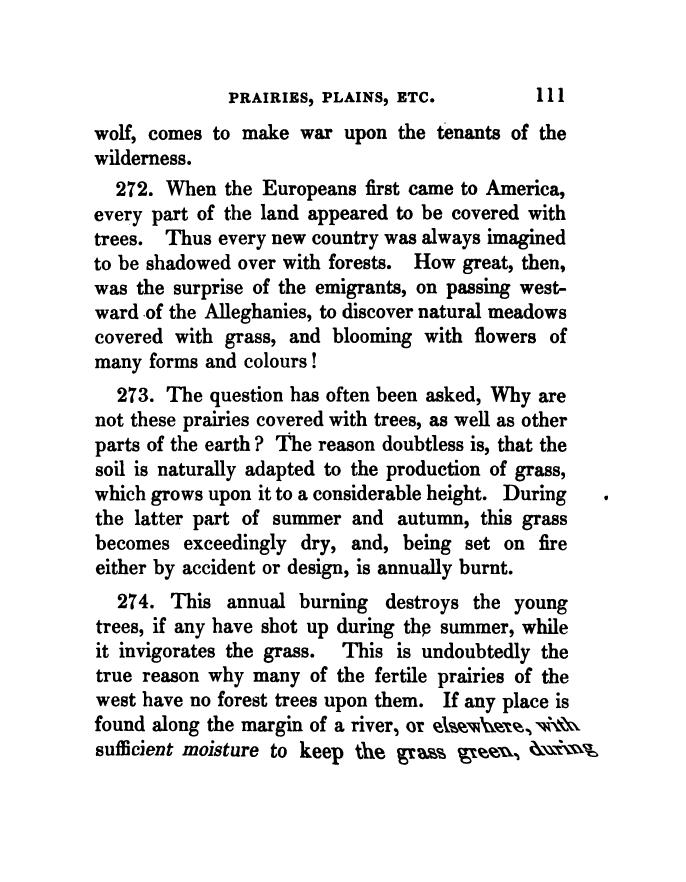 PRAIRIES, PLAINS, ETC. 111
wolf, comes to make war upon the tenants of the
wilderness.
272. When the Europeans first came to America,
every part of the land appeared to be covered with
trees. Thus every new country was always imagined
to be shadowed over with forests. How great, then,
was the surprise of the emigrants, on passing west-
ward of the Alleghanies, to discover natural meadows
covered with grass, and blooming with flowers of
many forms and colours!
273. The question has often been asked, Why are
not these prairies covered with trees, as well as other
parts of the earth? The reason doubtless is, that the
soil is naturally adapted to the production of grass,
which grows upon it to a considerable height. During
the latter part of summer and autumn, this grass
becomes exceedingly dry, and, being set on fire
either by accident or design, is annually burnt.
274. This annual burning destroys the young
trees, if any have shot up during the summer, while
it invigorates the grass. This is undoubtedly the
true reason why many of the fertile prairies of the
west have no forest trees upon them. If any place is
found along the margin of a river, or elsewhere, with
sufficient moisture to keep the grass green, during